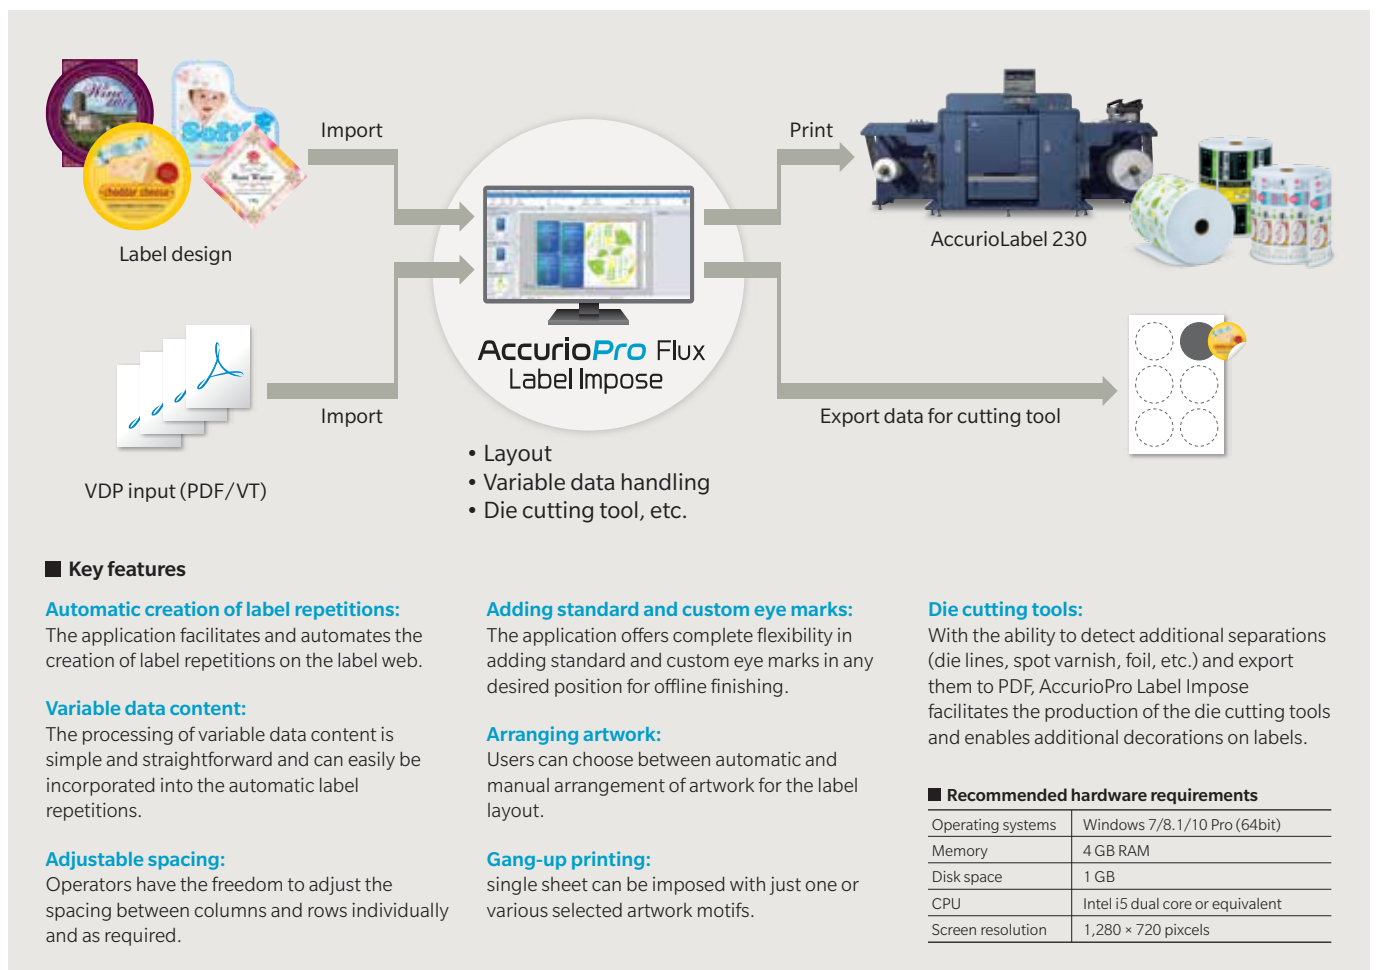 Wine
Soft
cheddar cheese
Label design
Import
VDP input (PDF/VT)
Import
AccurioPro Flux
Label Impose
• Layout
• Variable data handling
• Die cutting tool, etc.
Print
AccurioLabel 230
Export data for cutting tool
■ Key features
Automatic creation of label repetitions:
The application facilitates and automates the
creation of label repetitions on the label web.
Variable data content:
The processing of variable data content is
simple and straightforward and can easily be
incorporated into the automatic label
repetitions.
Adjustable spacing:
Operators have the freedom to adjust the
spacing between columns and rows individually
and as required.
Adding standard and custom eye marks:
The application offers complete flexibility in
adding standard and custom eye marks in any
desired position for offline finishing.
Arranging artwork:
Users can choose between automatic and
manual arrangement of artwork for the label
layout.
Gang-up printing:
single sheet can be imposed with just one or
various selected artwork motifs.
Die cutting tools:
With the ability to detect additional separations
(die lines, spot varnish, foil, etc.) and export
them to PDF, AccurioPro Label Impose
facilitates the production of the die cutting tools
and enables additional decorations on labels.
■ Recommended hardware requirements
Operating systems Windows 7/8.1/10 Pro (64bit)
Memory 4 GB RAM
Disk space 1 GB
CPU Intel i5 dual core or equivalent
Screen resolution 1,280 × 720 pixcels